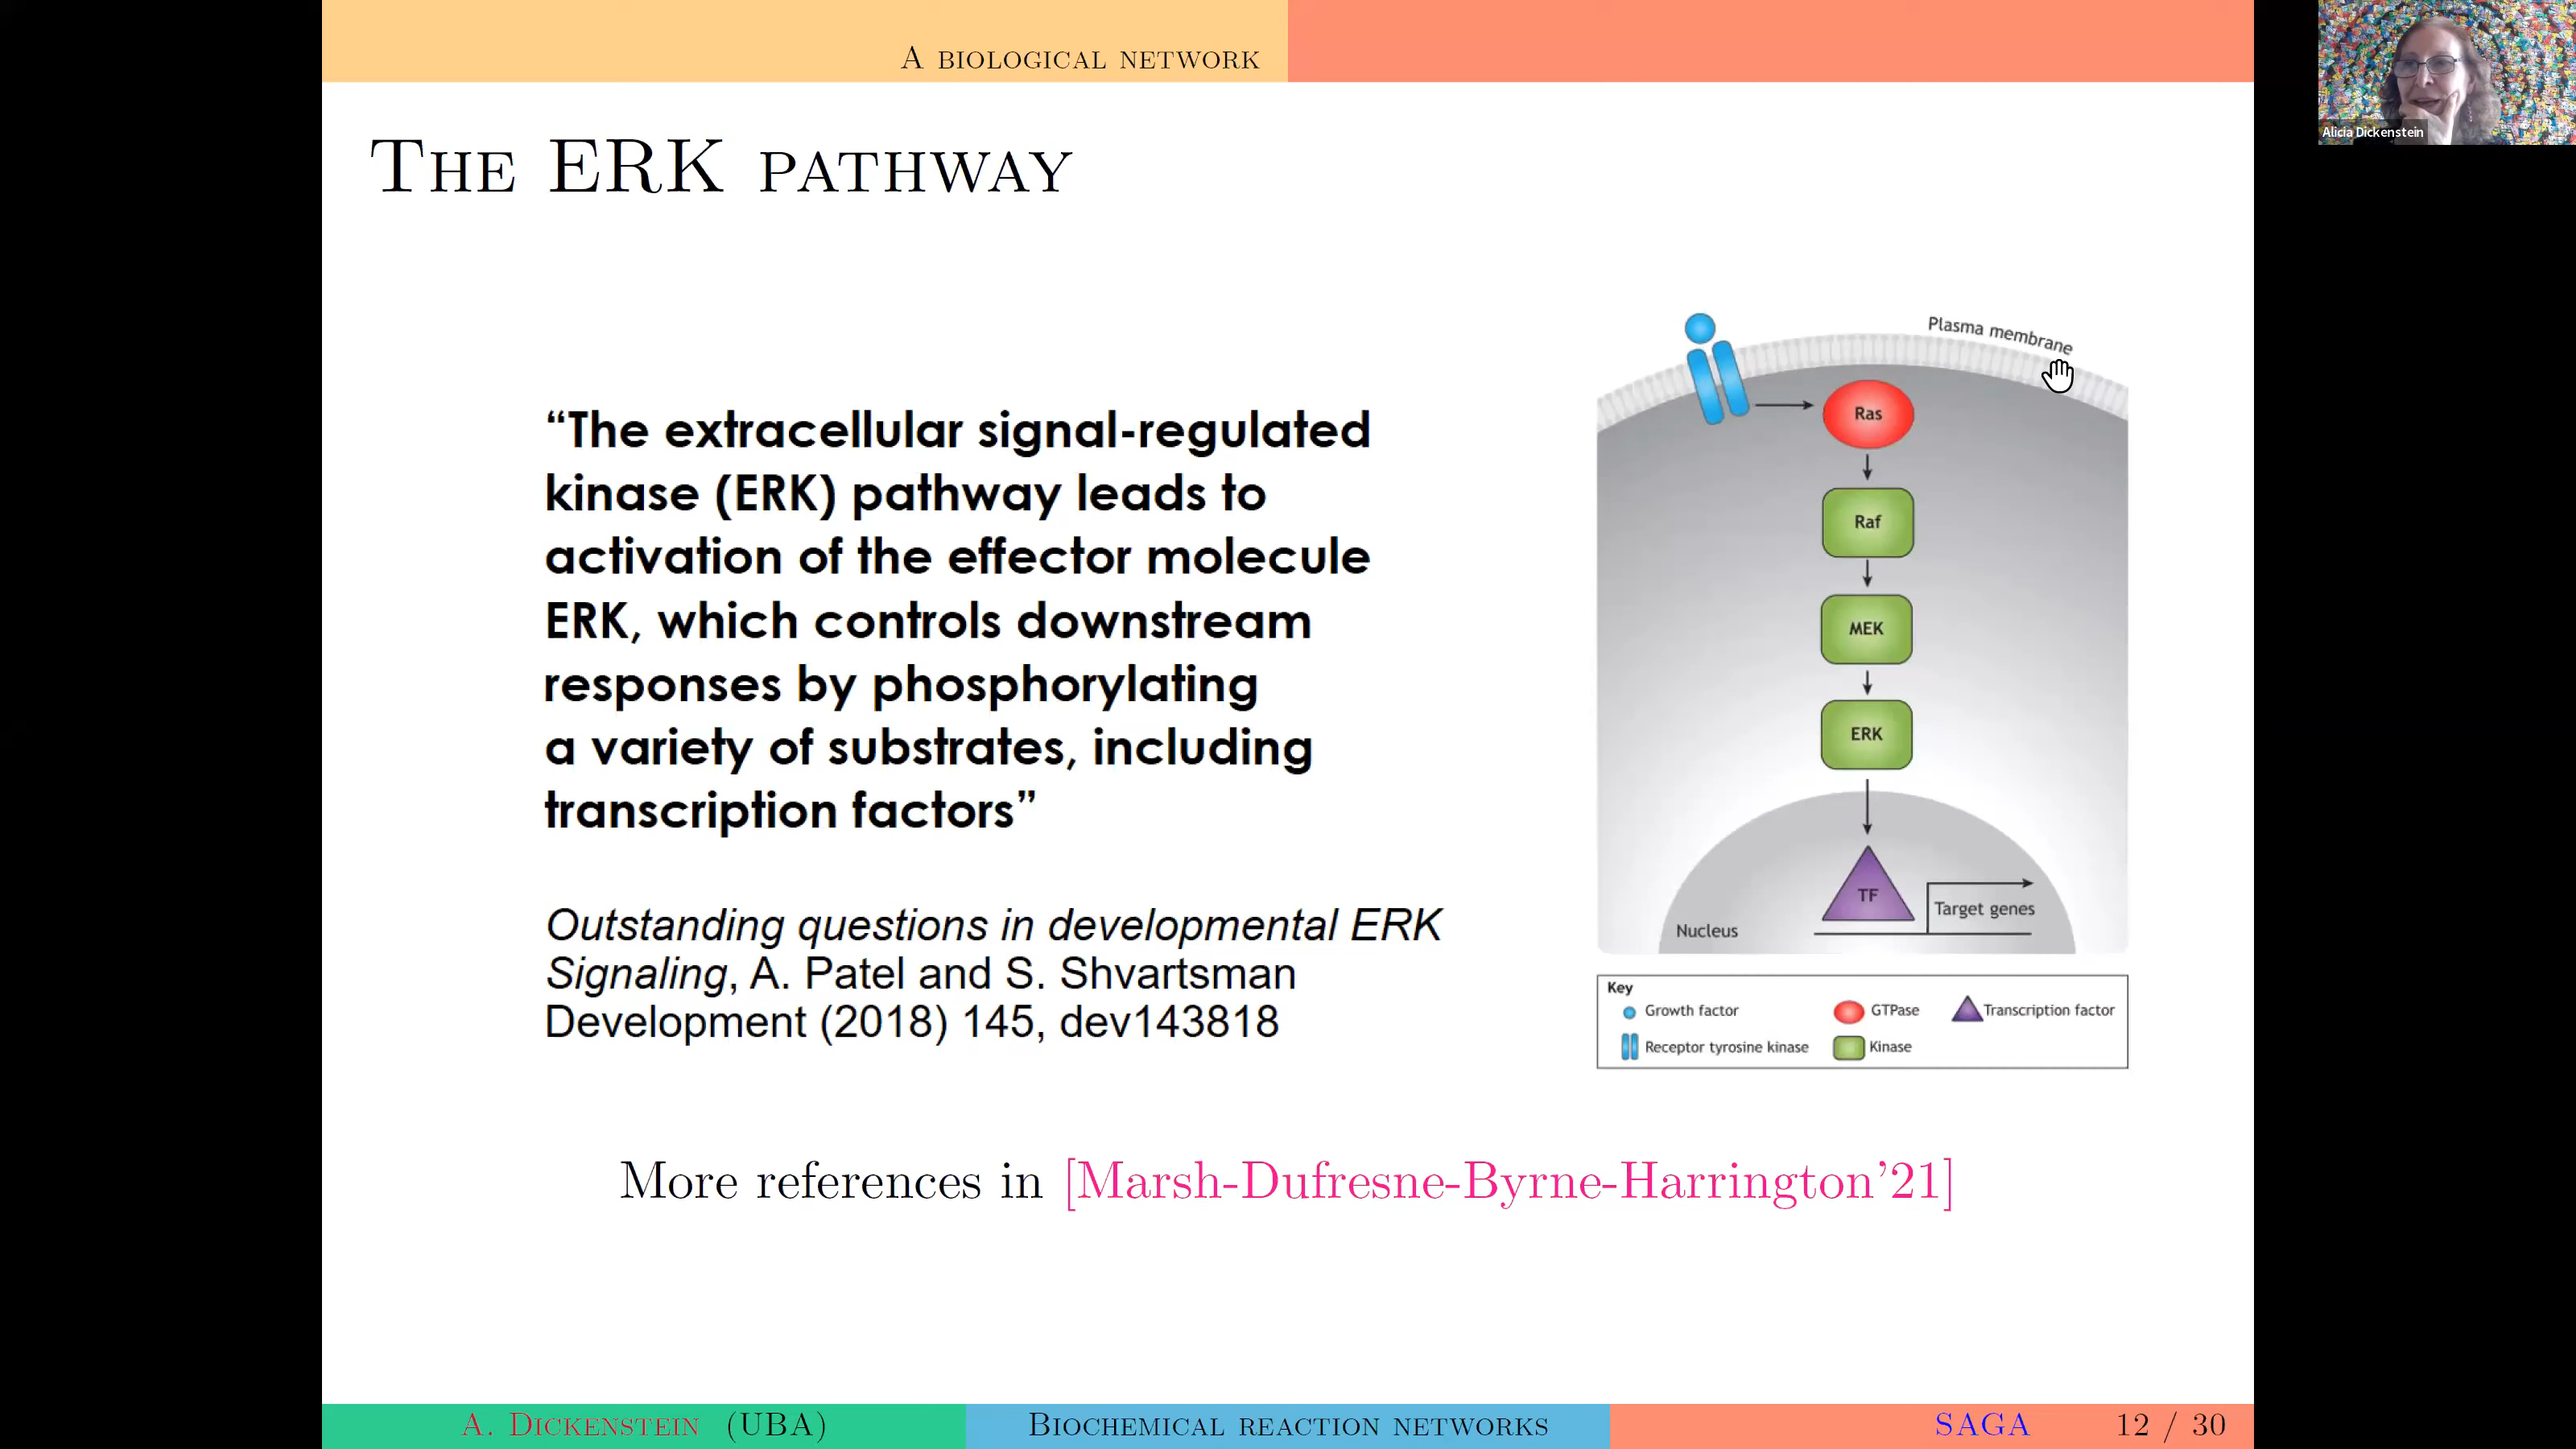 A BIOLOGICAL NETWORK
Alicia Dickenstein
THE ERK PATHWAY
“The extracellular signal-regulated
kinase (ERK) pathway leads to
activation of the effector molecule
ERK, which controls downstream
responses by phosphorylating
a variety of substrates, including
transcription factors”
Outstanding questions in developmental ERK
Signaling, A. Patel and S. Shvartsman
Development (2018) 145, dev143818
Plasma membrane
Ras
Raf
MEK
ERK
TF
Target genes
Nucleus
Key
Growth factor
GTPase
Transcription factor
Receptor tyrosine kinase
Kinase
More references in [Marsh-Dufresne-Byrne-Harrington’21]
A. DICKENSTEIN (UBA)
BIOCHEMICAL REACTION NETWORKS
SAGA
12 / 30